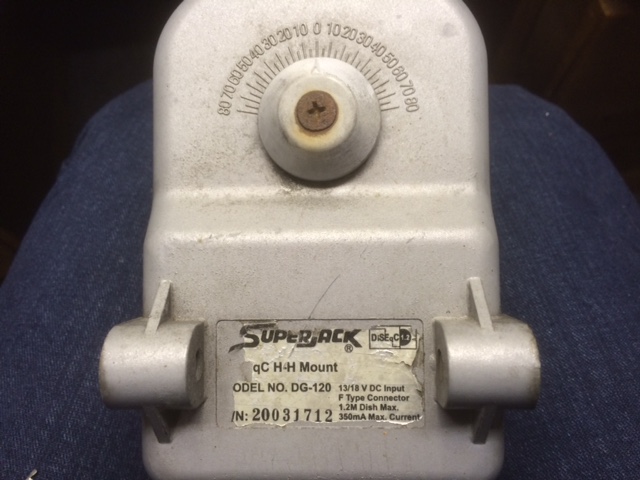 80 70 60 50 40 30 20 10 0 10 20 30 40 50 60 70 80
SUPERJACK ®
qC H-H Mount
ODEL NO. DG-120
/N: 20031712
13/18 V DC Input
F Type Connector
1.2M Dish Max.
350mA Max. Current